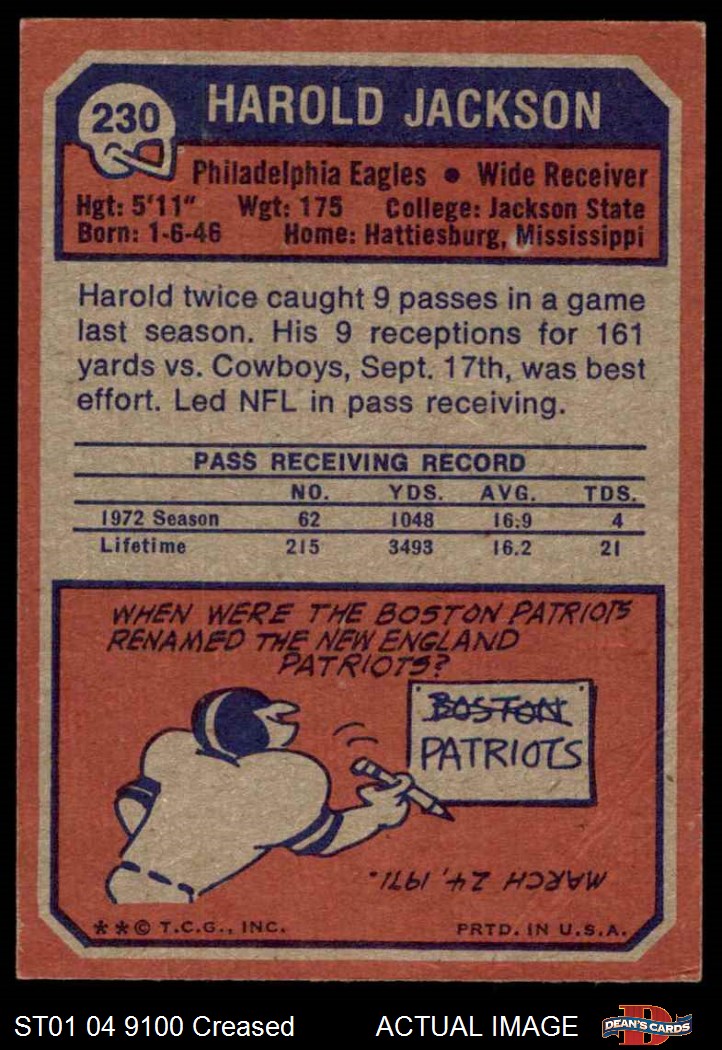 230
HAROLD JACKSON
Philadelphia Eagles • Wide Receiver
Hgt: 5'11" Wgt: 175 College: Jackson State
Born: 1-6-46 Home: Hattiesburg, Mississippi
Harold twice caught 9 passes in a game
last season. His 9 receptions for 161
yards vs. Cowboys, Sept. 17th, was best
effort. Led NFL in pass receiving.
PASS RECEIVING RECORD
NO. YDS. AVG. TDS.
1972 Season 62 1048 16.9 4
Lifetime 215 3493 16.2 21
WHEN WERE THE BOSTON PATRIOTS
RENAMED THE NEW ENGLAND
PATRIOTS?
BOSTON
PATRIOTS
MARCH 24, 1971.
**© T.C.G., INC. PRTD. IN U.S.A.
ST01 04 9100 Creased ACTUAL IMAGE
D
DEAN'S CARDS